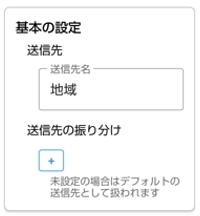 基本の設定
送信先
送信先名
地域
送信先の振り分け
+
未設定の場合はデフォルトの
送信先として扱われます